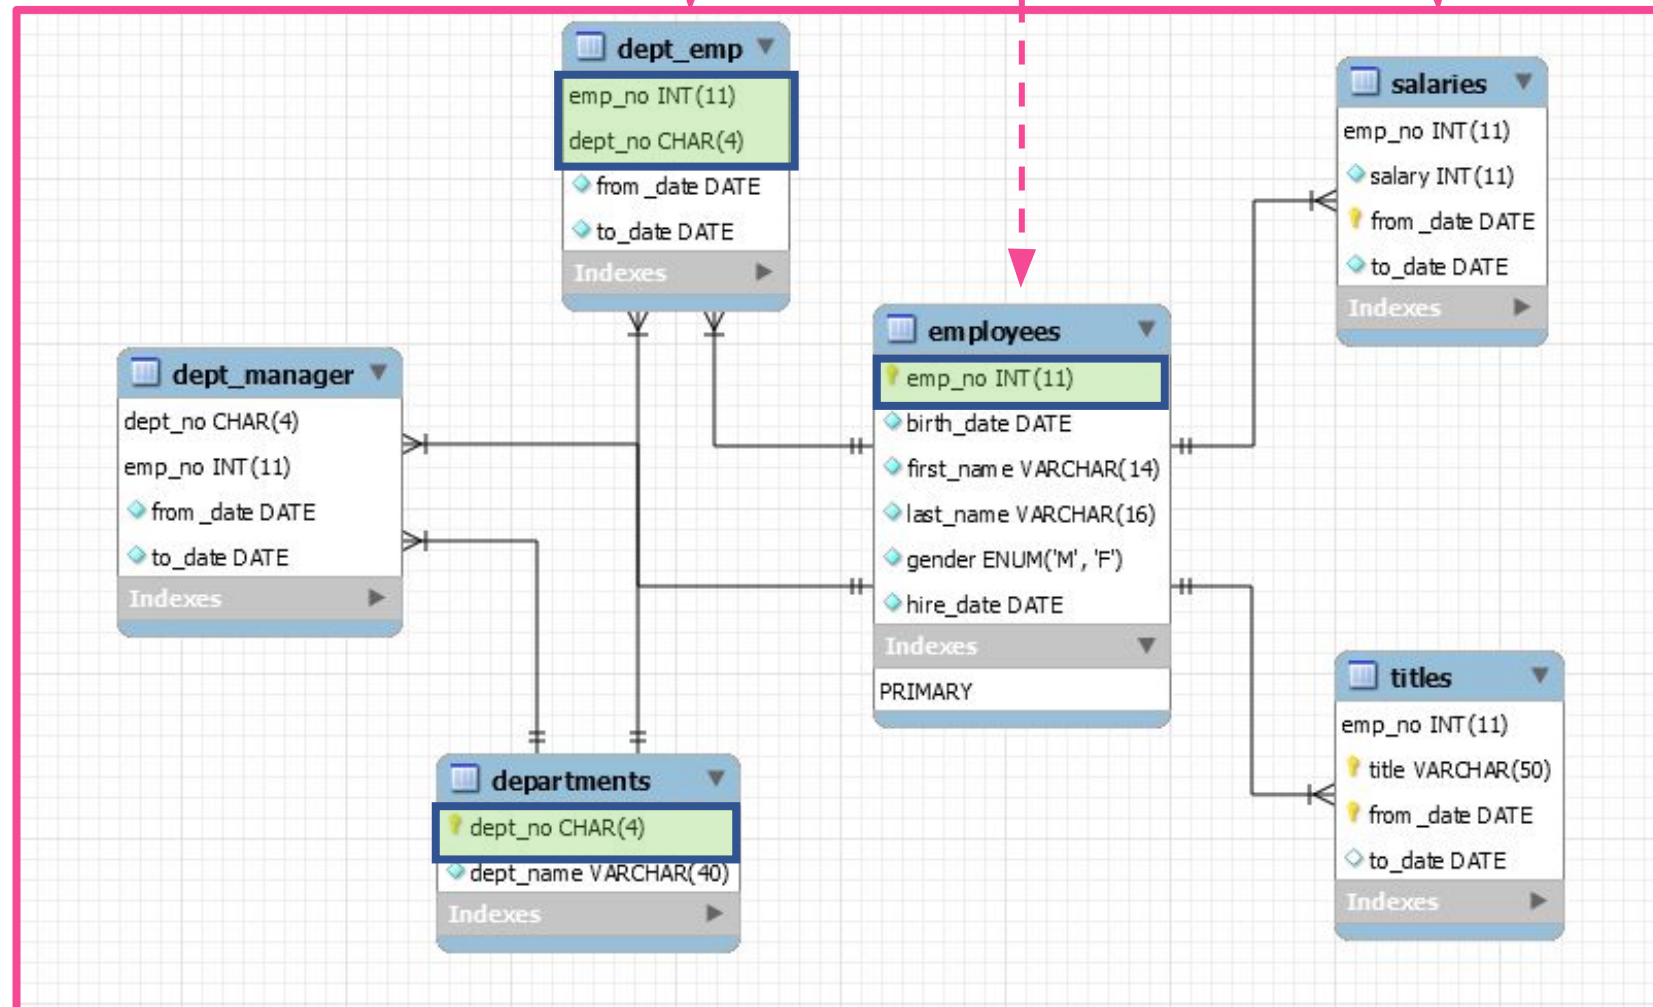 dept_emp
emp_no INT(11)
dept_no CHAR(4)
from_date DATE
to_date DATE
Indexes
salaries
emp_no INT(11)
salary INT(11)
from_date DATE
to_date DATE
Indexes
employees
emp_no INT(11)
birth_date DATE
first_name VARCHAR(14)
last_name VARCHAR(16)
gender ENUM('M', 'F')
hire_date DATE
Indexes
PRIMARY
dept_manager
dept_no CHAR(4)
emp_no INT(11)
from_date DATE
to_date DATE
Indexes
titles
emp_no INT(11)
title VARCHAR(50)
from_date DATE
to_date DATE
Indexes
departments
dept_no CHAR(4)
dept_name VARCHAR(40)
Indexes